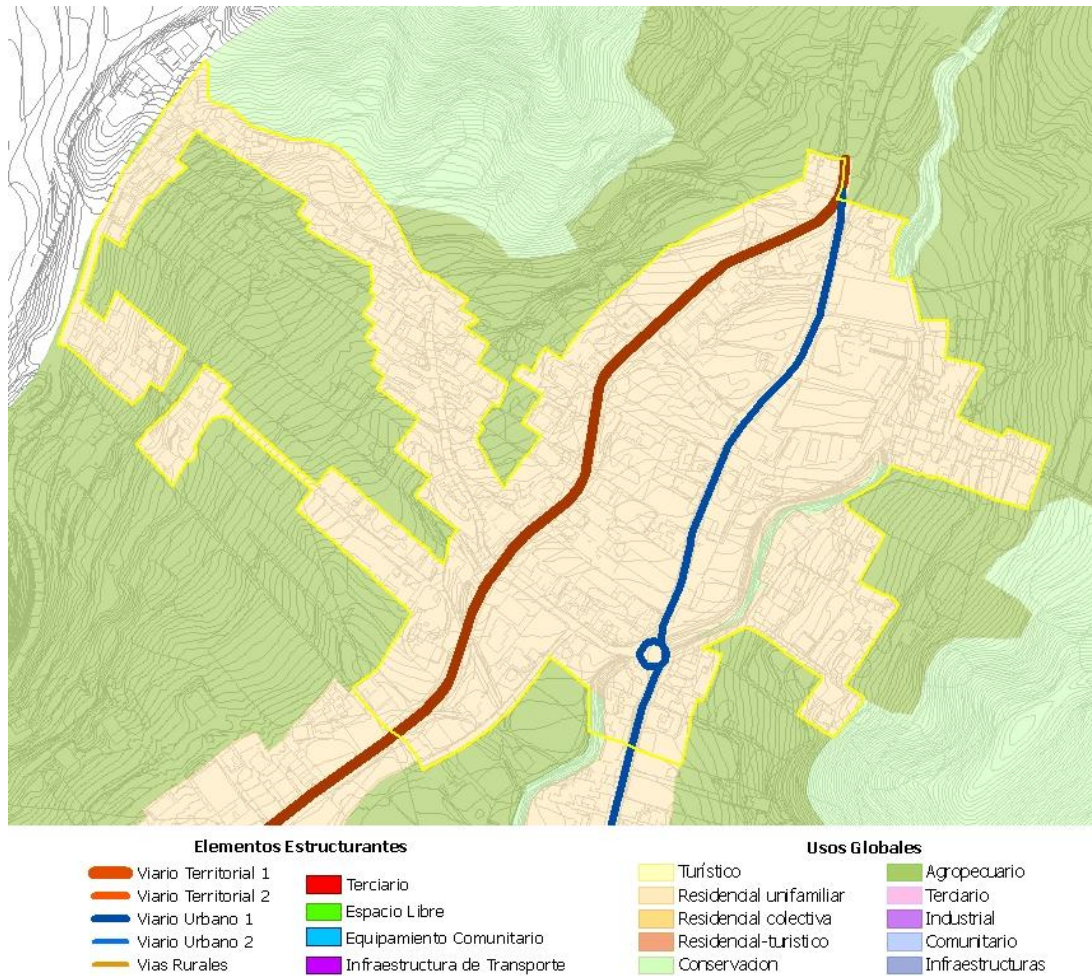 Elementos Estructurantes
Viario Territorial 1
Viario Territorial 2
Viario Urbano 1
Viario Urbano 2
Vias Rurales
Terciario
Espacio Libre
Equipamiento Comunitario
Infraestructura de Transporte
Usos Globales
Turístico
Residencial unifamiliar
Residencial colectiva
Residencial-turistico
Conservacion
Agropecuario
Terciario
Industrial
Comunitario
Infraestructuras